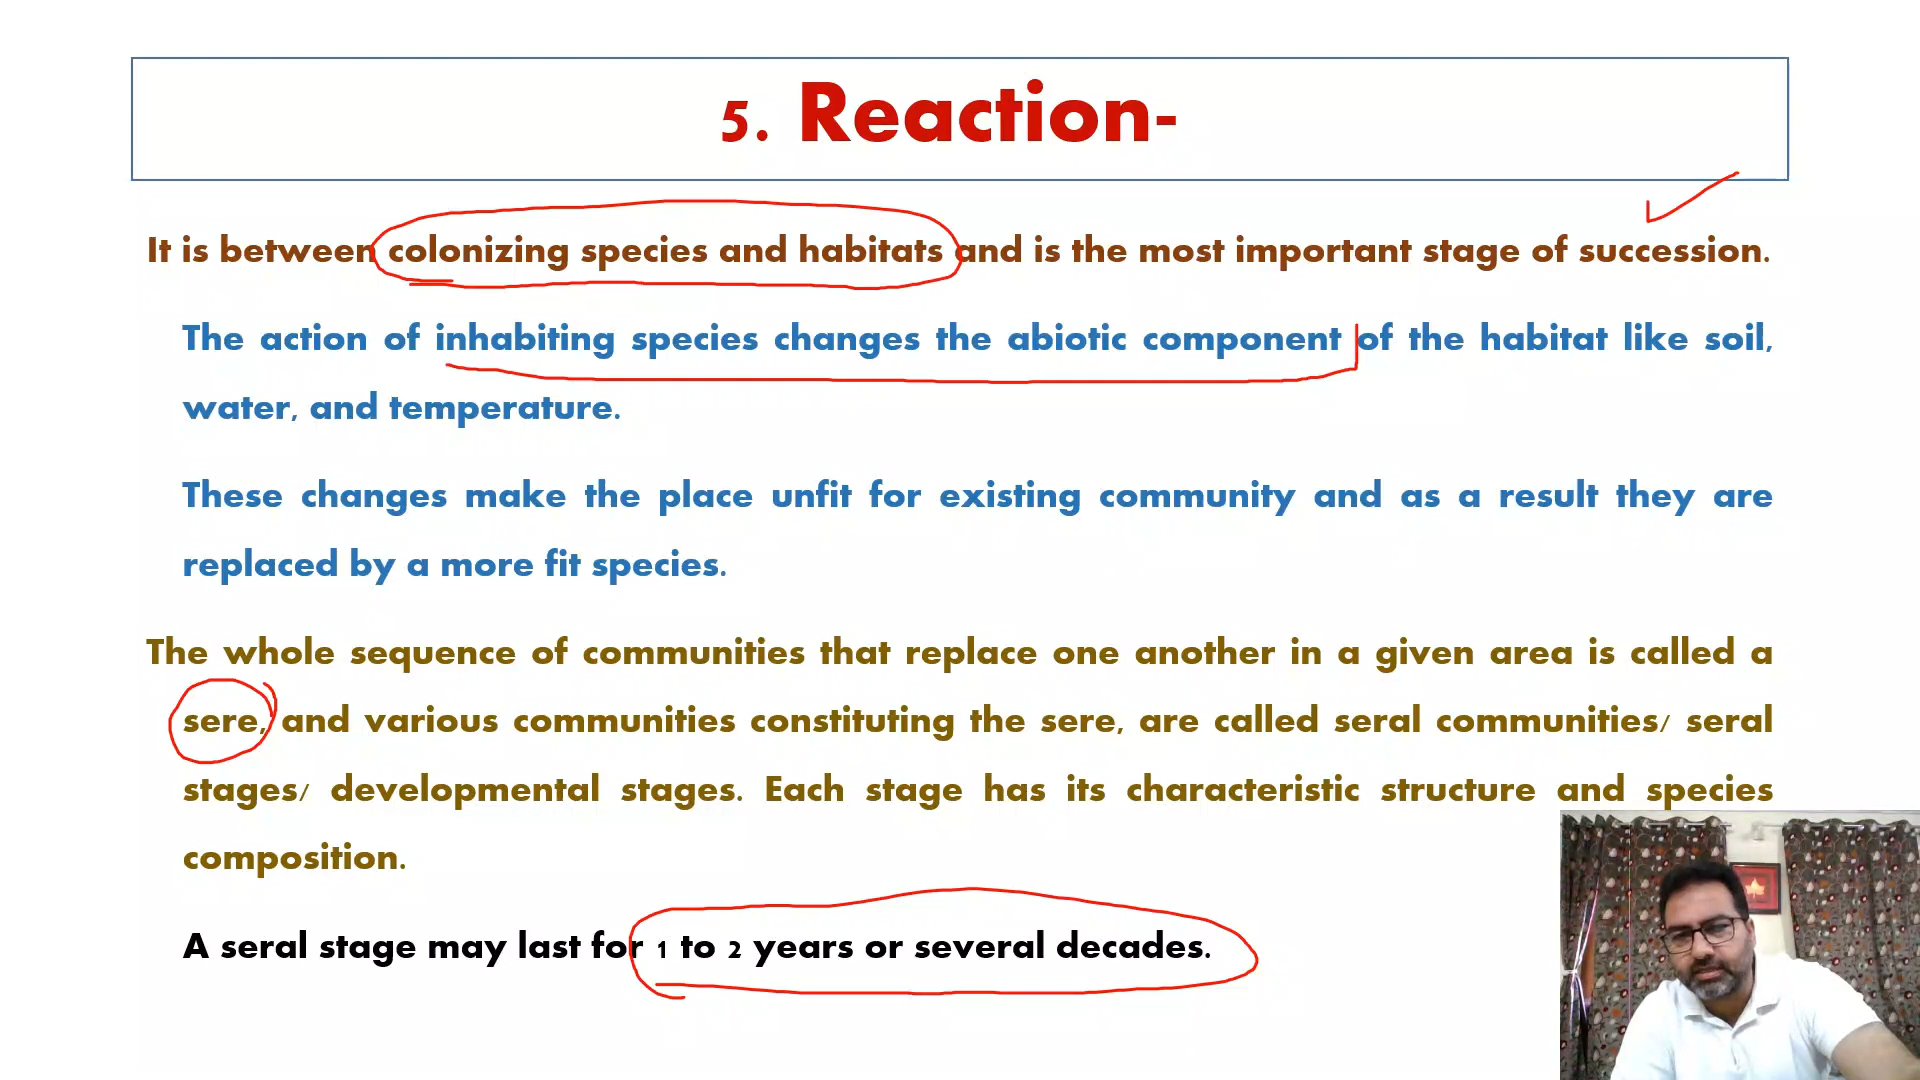 5. Reaction-
It is between colonizing species and habitats and is the most important stage of succession.
The action of inhabiting species changes the abiotic component of the habitat like soil,
water, and temperature.
These changes make the place unfit for existing community and as a result they are
replaced by a more fit species.
The whole sequence of communities that replace one another in a given area is called a
sere, and various communities constituting the sere, are called seral communities/ seral
stages/ developmental stages. Each stage has its characteristic structure and species
composition.
A seral stage may last for 1 to 2 years or several decades.